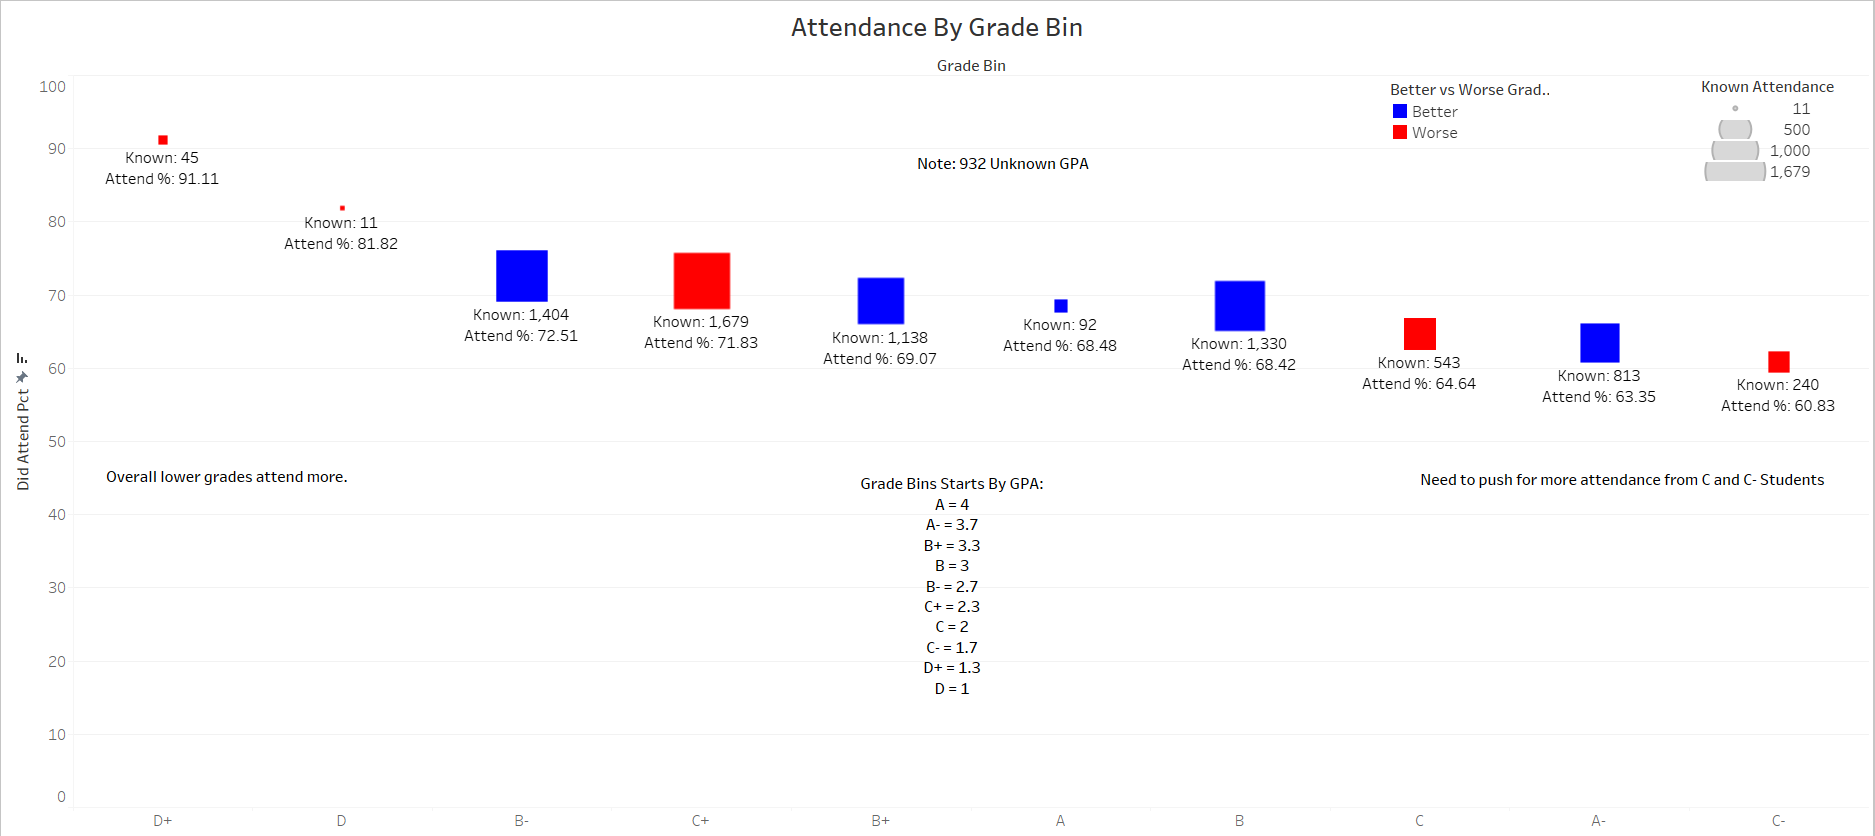 Attendance By Grade Bin
Grade Bin
Better vs Worse Grad..
Better
Worse
Known Attendance
11
500
1,000
1,679
Note: 932 Unknown GPA
Did Attend Pct
100
90
80
70
60
50
40
30
20
10
0
Known: 45
Attend %: 91.11
Known: 11
Attend %: 81.82
Known: 1,404
Attend %: 72.51
Known: 1,679
Attend %: 71.83
Known: 1,138
Attend %: 69.07
Known: 92
Attend %: 68.48
Known: 1,330
Attend %: 68.42
Known: 543
Attend %: 64.64
Known: 813
Attend %: 63.35
Known: 240
Attend %: 60.83
Overall lower grades attend more.
Grade Bins Starts By GPA:
A = 4
A- = 3.7
B+ = 3.3
B = 3
B- = 2.7
C+ = 2.3
C = 2
C- = 1.7
D+ = 1.3
D = 1
Need to push for more attendance from C and C- Students
D+
D
B-
C+
B+
A
B
C
A-
C-